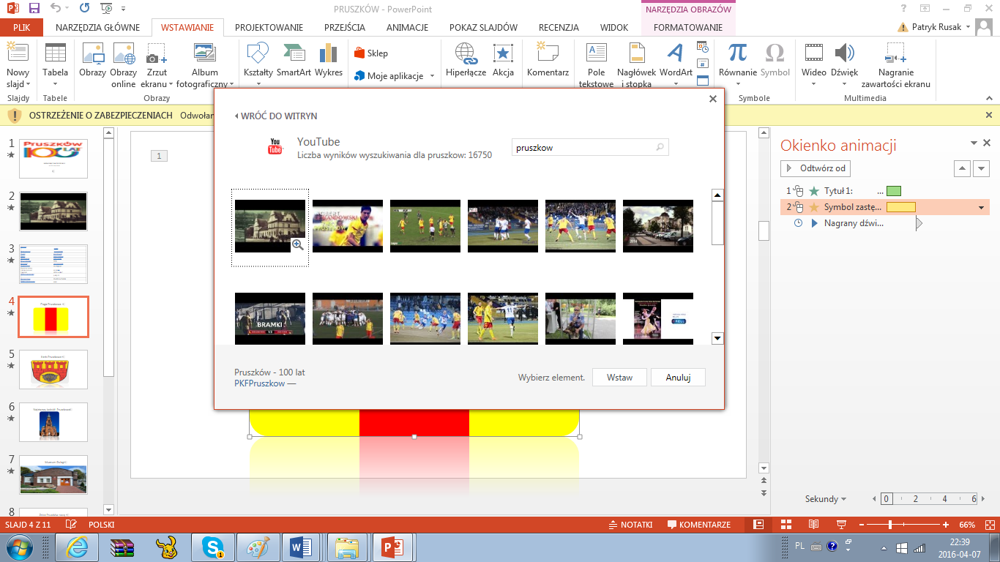 PRUSZKÓW - PowerPoint
NARZĘDZIA OBRAZÓW
PLIK
NARZĘDZIA GŁÓWNE
WSTAWIANIE
PROJEKTOWANIE
PRZEJŚCIA
ANIMACJE
POKAZ SLAJDÓW
RECENZJA
WIDOK
FORMATOWANIE
Patryk Rusak
Nowy slajd
Tabela
Obrazy
Obrazy online
Zrzut ekranu
Album fotograficzny
Kształty
SmartArt
Wykres
Sklep
Moje aplikacje
Hiperłącze
Akcja
Komentarz
Pole tekstowe
Nagłówek i stopka
WordArt
Równanie
Symbol
Wideo
Dźwięk
Nagranie zawartości ekranu
Slajdy
Tabele
Obrazy
Symbole
Multimedia
OSTRZEŻENIE O ZABEZPIECZENIACH
1
2
3
4
5
6
7
8
Pruszków
100 LAT
1
WRÓĆ DO WITRYN
You
Tube
YouTube
Liczba wyników wyszukiwania dla pruszkow: 16750
pruszkow
BRAMKI
Pruszków - 100 lat
PKFPruszkow —
Wybierz element.
Wstaw
Anuluj
Okienko animacji
Odtwórz od
1 Tytuł 1: ...
2 Symbol zastę...
Nagrany dźwi...
Sekundy
0 2 4 6
SLAJD 4 Z 11
POLSKI
NOTATKI
KOMENTARZE
66%
PL
22:39
2016-04-07